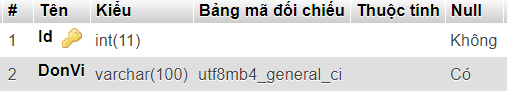 # Tên Kiểu Bảng mã đối chiếu Thuộc tính Null
1 Id int(11) Không
2 DonVi varchar(100) utf8mb4_general_ci Có